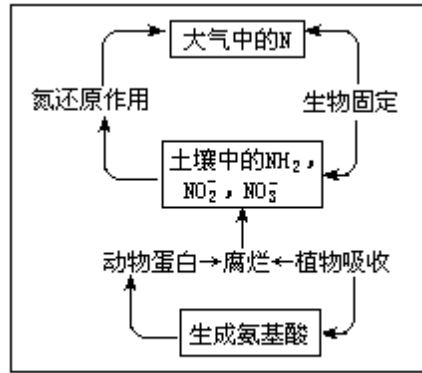 大气中的N
氮还原作用 生物固定
土壤中的NH₂，
NO₂⁻，NO₃⁻
动物蛋白→腐烂←植物吸收
生成氨基酸